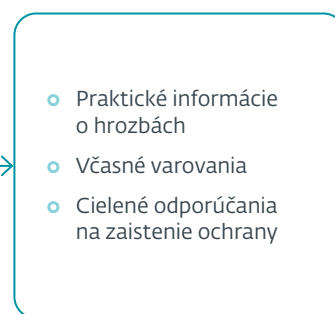 Praktické informácie
o hrozbách
Včasné varovania
Cielené odporúčania
na zaistenie ochrany